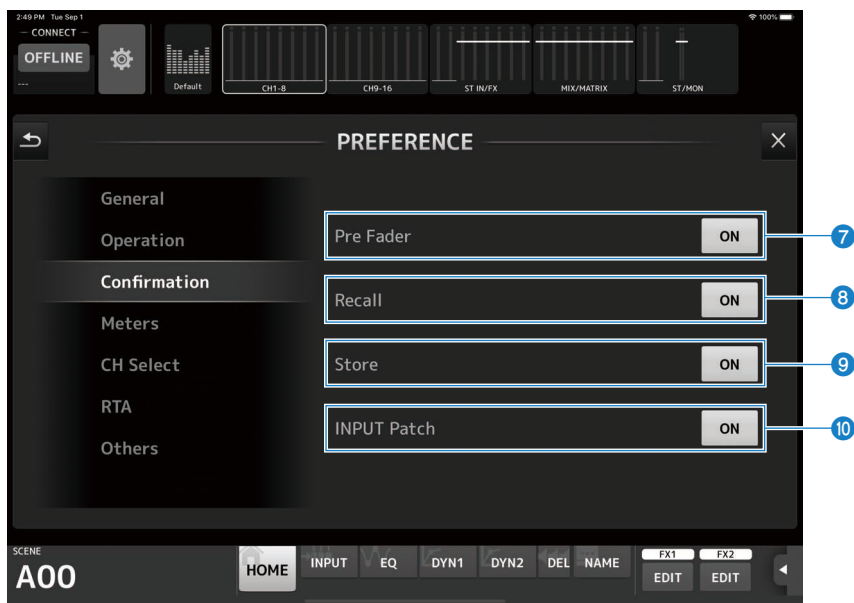 2:49 PM Tue Sep 1
100%
CONNECT
OFFLINE
---
Default
CH1-8
CH9-16
ST IN/FX
MIX/MATRIX
ST/MON
PREFERENCE
General
Operation
Confirmation
Meters
CH Select
RTA
Others
Pre Fader ON 7
Recall ON 8
Store ON 9
INPUT Patch ON 10
SCENE
A00
HOME
INPUT
EQ
DYN1
DYN2
DEL
NAME
FX1
EDIT
FX2
EDIT